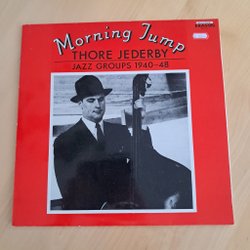 Morning Jump
THORE JEDERBY
JAZZ GROUPS 1940-48